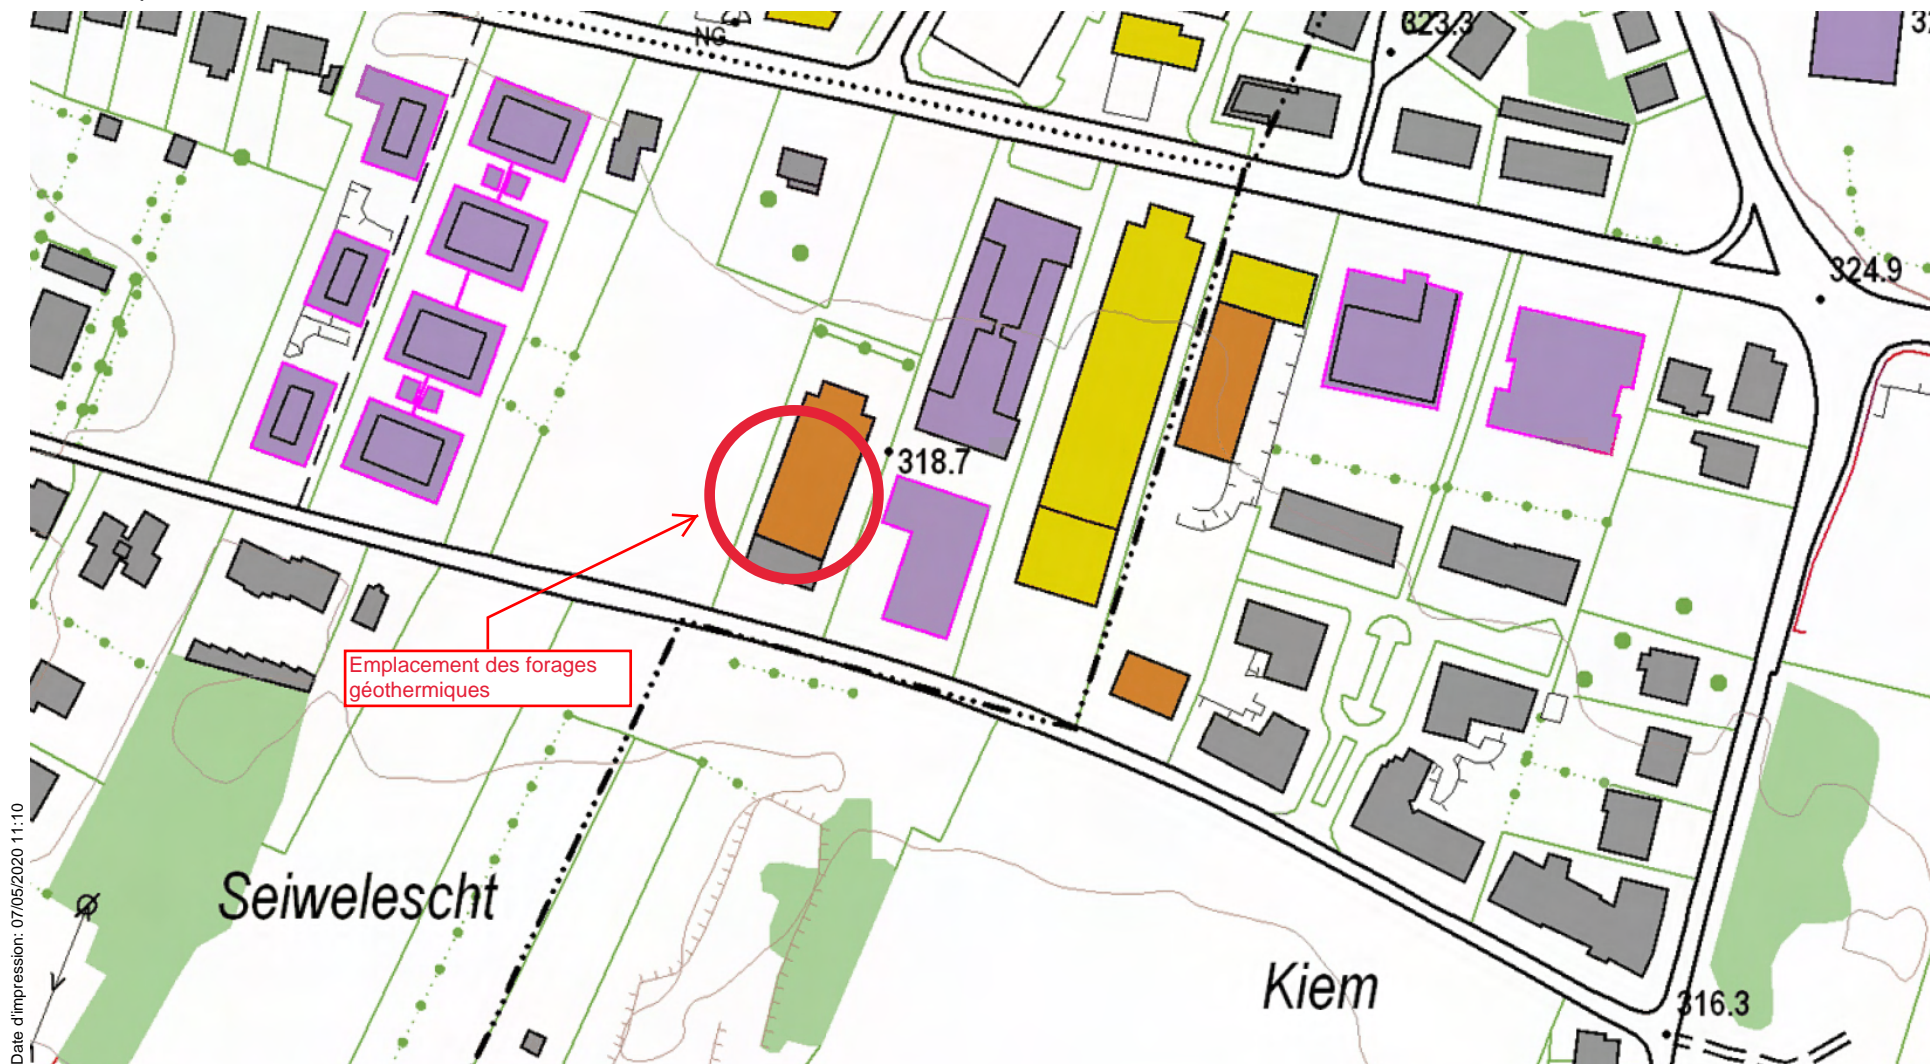 NG
323.3
324.9
318.7
Emplacement des forages
géothermiques
Seiwelescht
Kiem
316.3
Date d'impression: 07/05/2020 11:10